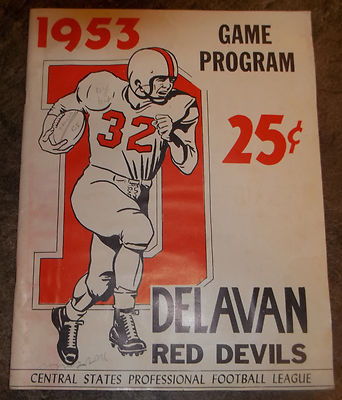 1953
GAME
PROGRAM
25¢
32
D
DELAVAN
RED DEVILS
CENTRAL STATES PROFESSIONAL FOOTBALL LEAGUE